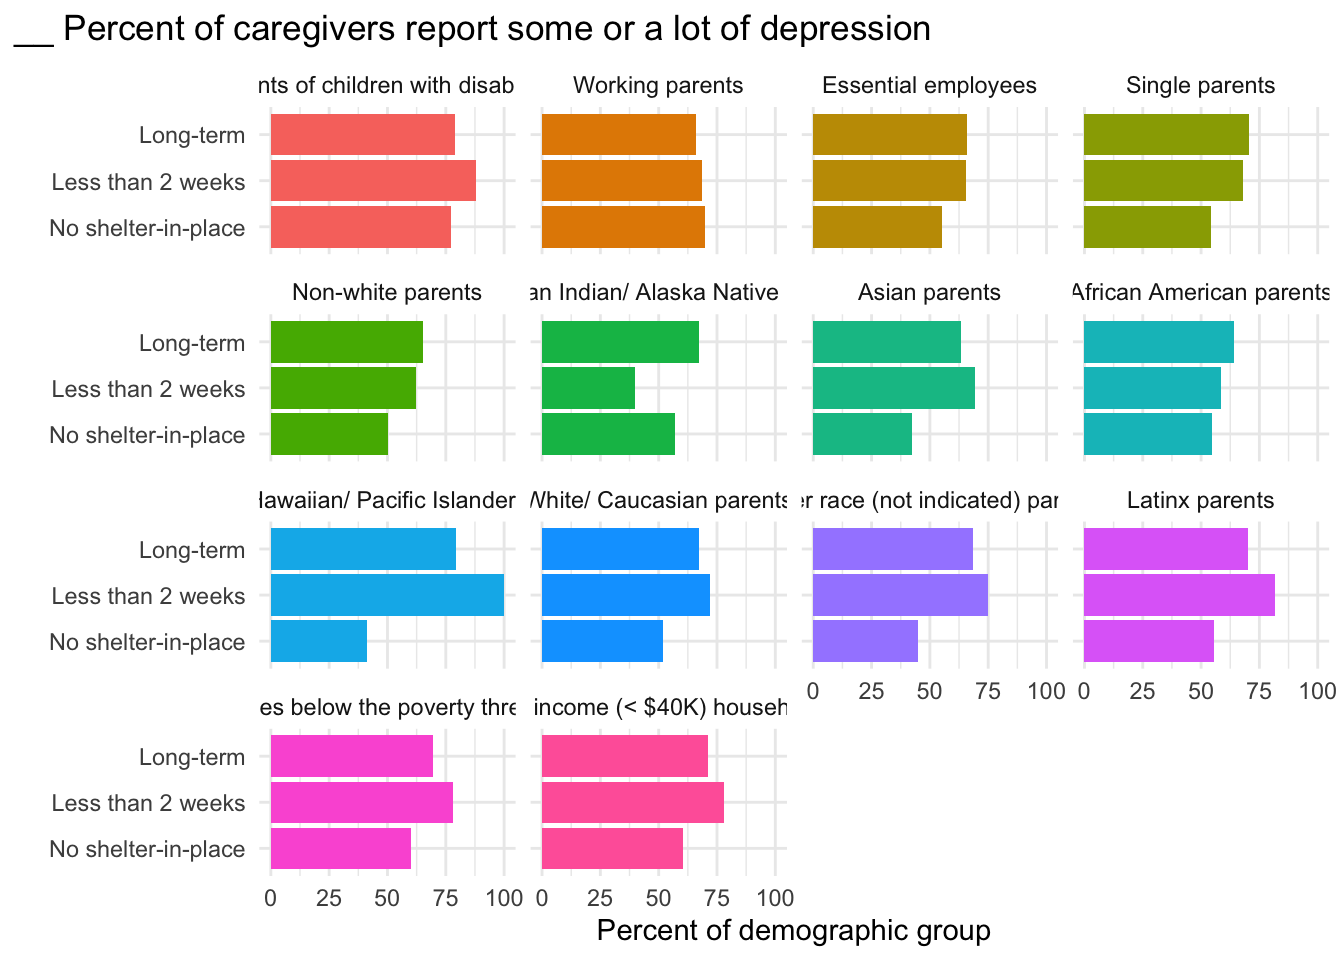 __ Percent of caregivers report some or a lot of depression
nts of children with disab
Working parents
Essential employees
Single parents
Long-term
Less than 2 weeks
No shelter-in-place
Non-white parents
an Indian/ Alaska Native
Asian parents
African American parents
Long-term
Less than 2 weeks
No shelter-in-place
Hawaiian/ Pacific Islander
White/ Caucasian parents
er race (not indicated) par
Latinx parents
Long-term
Less than 2 weeks
No shelter-in-place
0 25 50 75 100 0 25 50 75 100
es below the poverty thre
income (< $40K) househ
Long-term
Less than 2 weeks
No shelter-in-place
0 25 50 75 100 0 25 50 75 100
Percent of demographic group